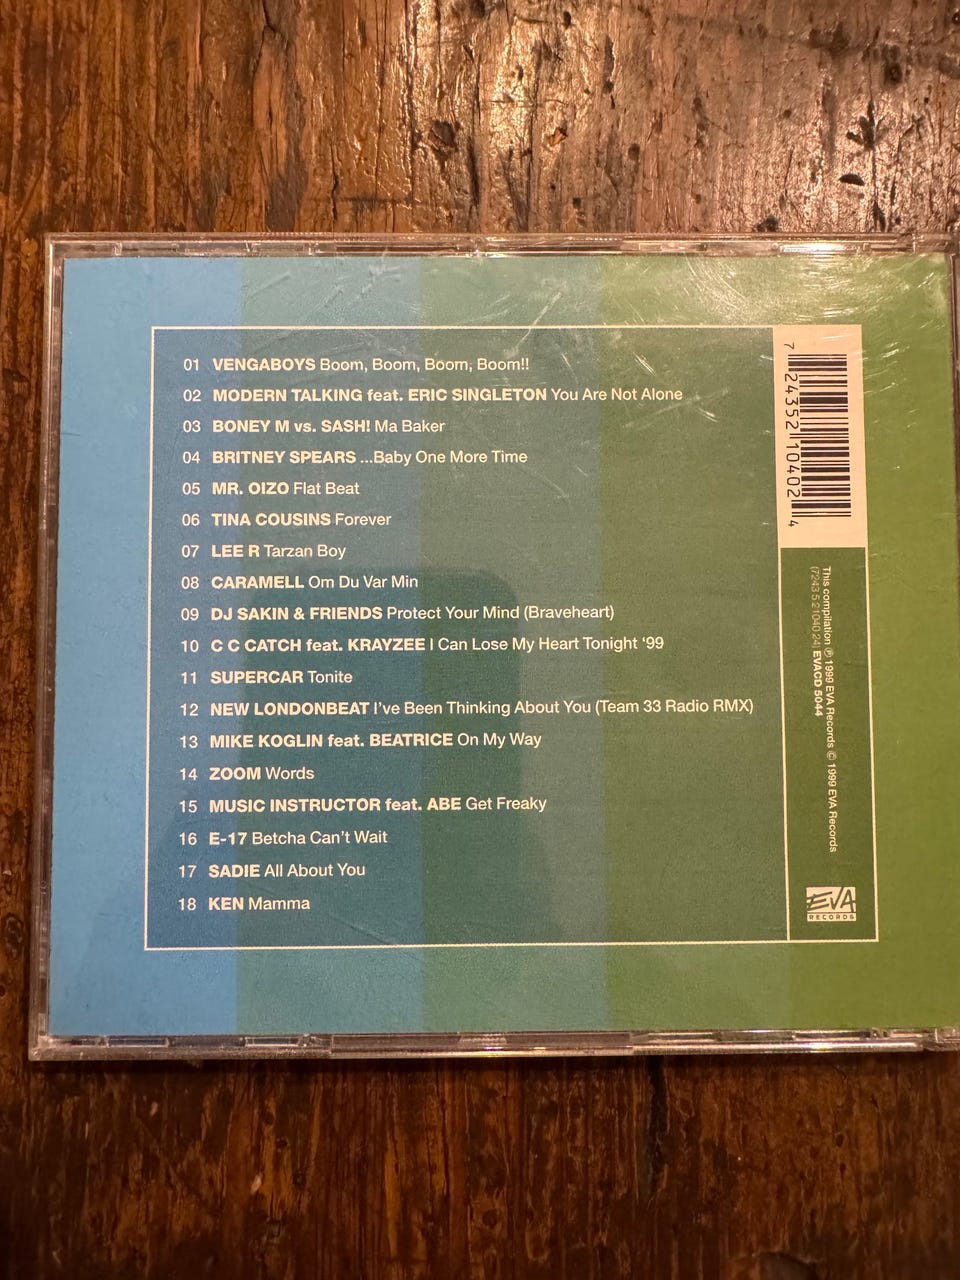 01 VENGABOYS Boom, Boom, Boom, Boom!!
02 MODERN TALKING feat. ERIC SINGLETON You Are Not Alone
03 BONEY M vs. SASH! Ma Baker
04 BRITNEY SPEARS ...Baby One More Time
05 MR. OIZO Flat Beat
06 TINA COUSINS Forever
07 LEE R Tarzan Boy
08 CARAMELL Om Du Var Min
09 DJ SAKIN & FRIENDS Protect Your Mind (Braveheart)
10 C C CATCH feat. KRAYZEE I Can Lose My Heart Tonight ‘99
11 SUPERCAR Tonite
12 NEW LONDONBEAT I’ve Been Thinking About You (Team 33 Radio RMX)
13 MIKE KOGLIN feat. BEATRICE On My Way
14 ZOOM Words
15 MUSIC INSTRUCTOR feat. ABE Get Freaky
16 E-17 Betcha Can’t Wait
17 SADIE All About You
18 KEN Mamma
7 24352 10402 4
This compilation ℗ 1999 EVA Records © 1999 EVA Records
(7243 5 21040 24) EVACD 5044
EVA
RECORDS